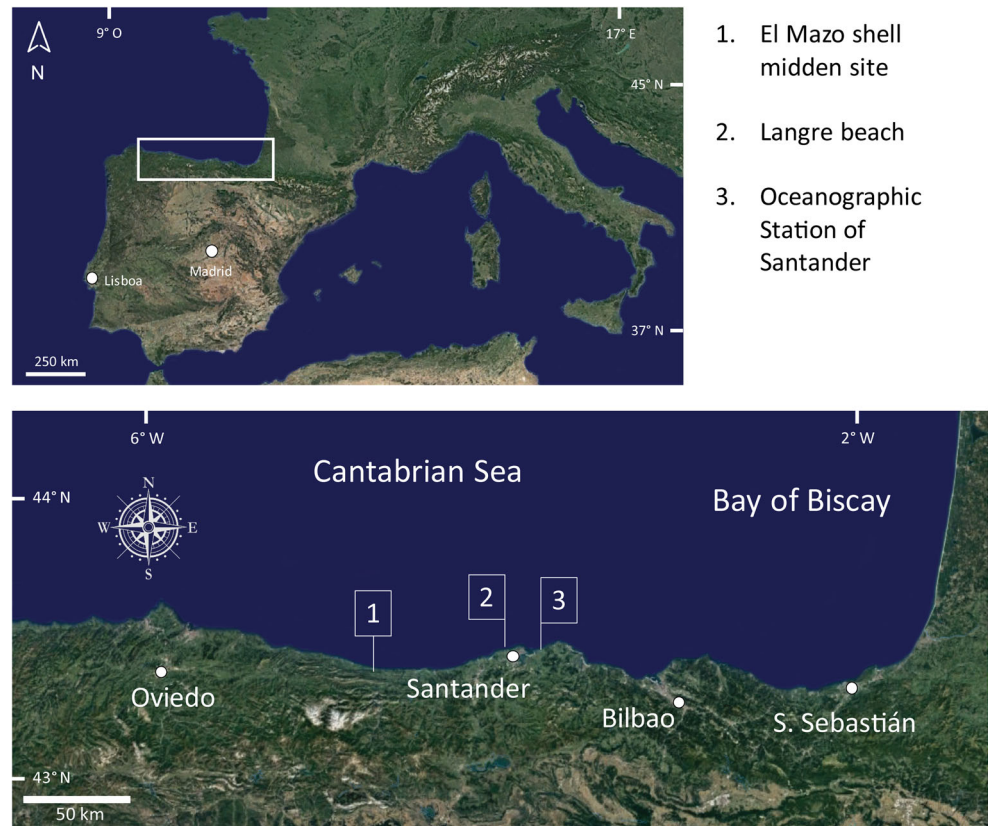 9° O
17° E
N
45° N
Madrid
Lisboa
37° N
250 km
1. El Mazo shell
midden site
2. Langre beach
3. Oceanographic
Station of
Santander
6° W
2° W
Cantabrian Sea
44° N
Bay of Biscay
N
W
E
S
1
2
3
Oviedo
Santander
Bilbao
S. Sebastián
43° N
50 km